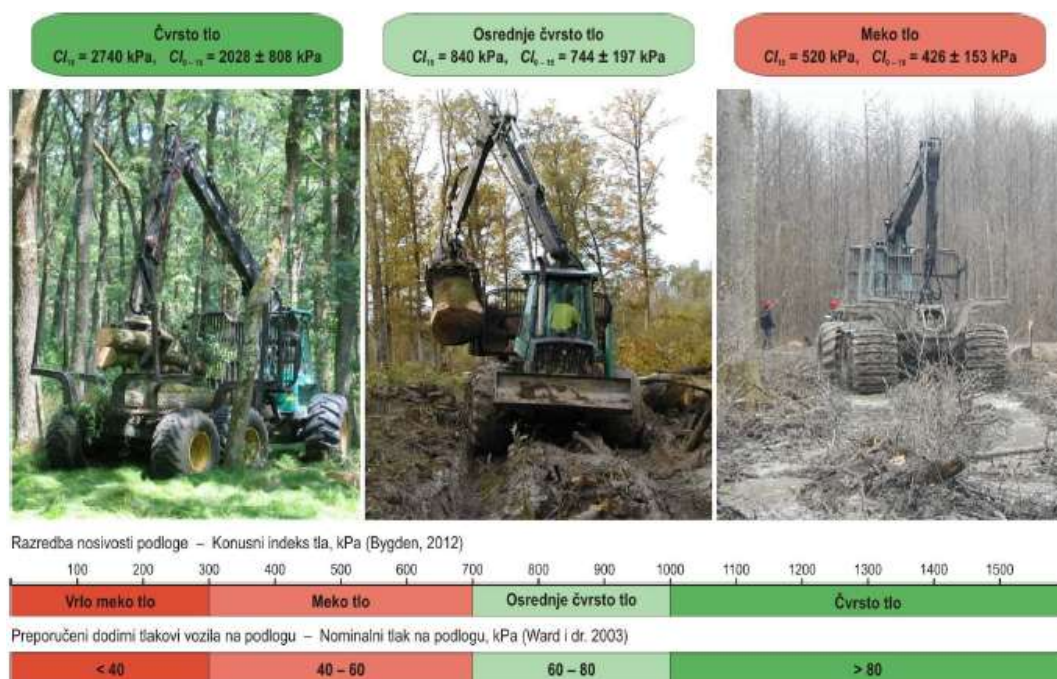 Čvrsto tlo
CI₁₅ = 2740 kPa, CI₀₋₁₅ = 2028 ± 808 kPa
Osrednje čvrsto tlo
CI₁₅ = 840 kPa, CI₀₋₁₅ = 744 ± 197 kPa
Meko tlo
CI₁₅ = 520 kPa, CI₀₋₁₅ = 426 ± 153 kPa
Razredba nosivosti podloge – Konusni indeks tla, kPa (Bygden, 2012)
100 200 300 400 500 600 700 800 900 1000 1100 1200 1300 1400 1500
Vrlo meko tlo Meko tlo Osrednje čvrsto tlo Čvrsto tlo
Preporučeni dodirni tlakovi vozila na podlogu – Nominalni tlak na podlogu, kPa (Ward i dr. 2003)
< 40 40 – 60 60 – 80 > 80